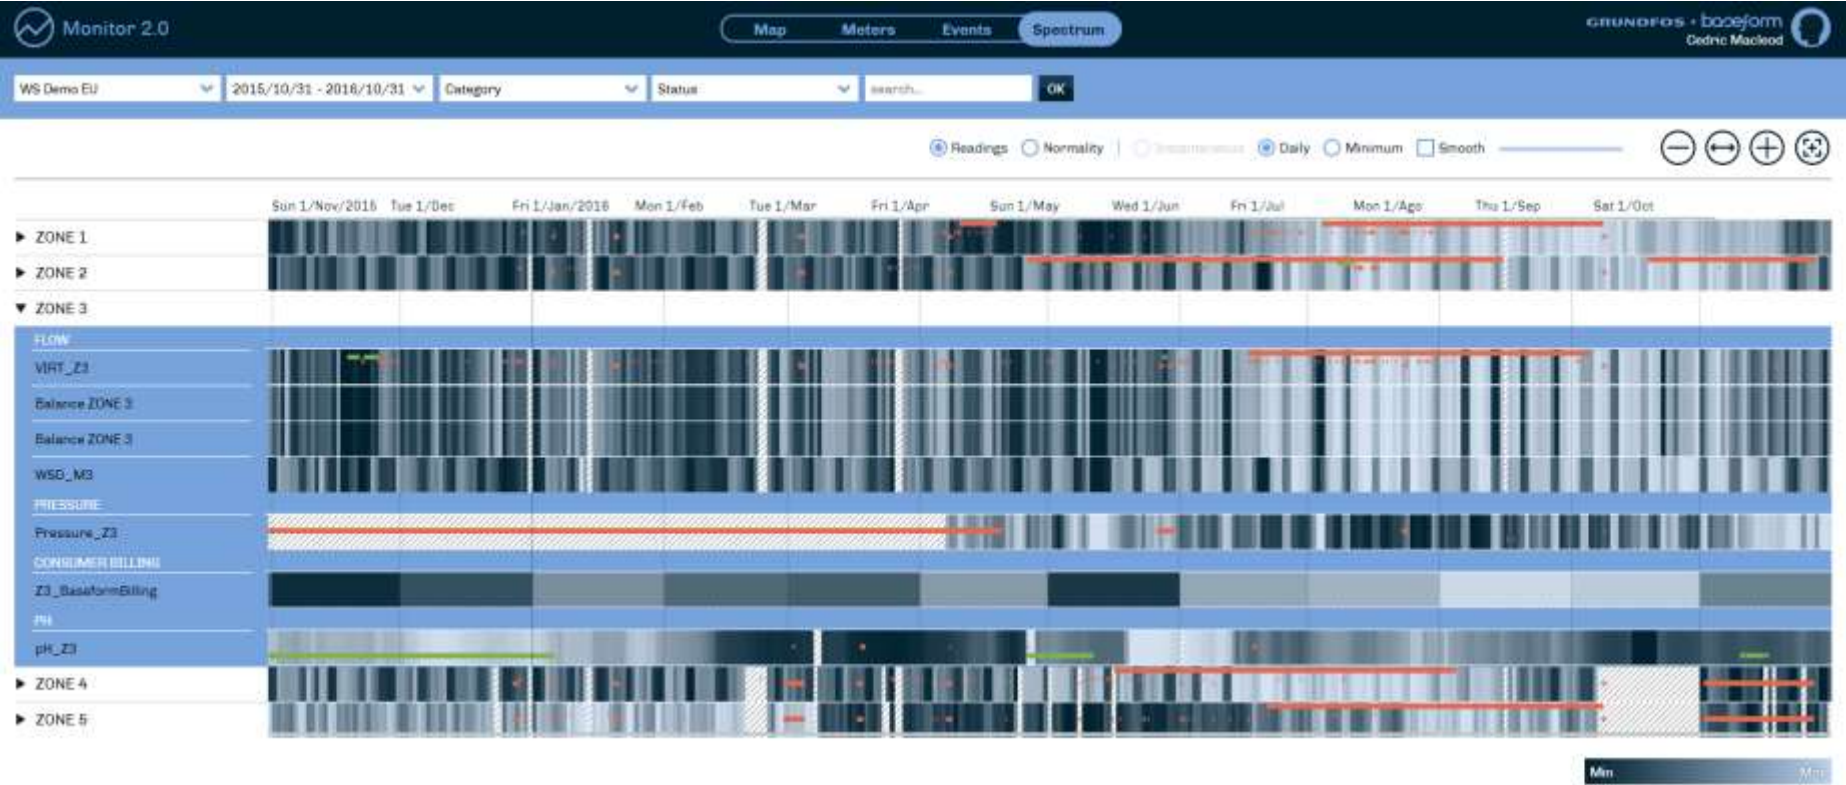 Monitor 2.0
Map Meters Events Spectrum
GRUNDFOS · baseform
Cedric Macleod
WS Demo EU 2015/10/31 - 2016/10/31 Category Status search... OK
Readings Normality Daily Minimum Smooth
Sun 1/Nov/2015 Tue 1/Dec Fri 1/Jan/2016 Mon 1/Feb Tue 1/Mar Fri 1/Apr Sun 1/May Wed 1/Jun Fri 1/Jul Mon 1/Ago Thu 1/Sep Sat 1/Oct
ZONE 1
ZONE 2
ZONE 3
FLOW
VIRT_Z3
Balance ZONE 3
Balance ZONE 3
WSD_M3
PRESSURE
Pressure_Z3
CONSUMER BILLING
Z3_BaseformBilling
PH
pH_Z3
ZONE 4
ZONE 5
Min Max